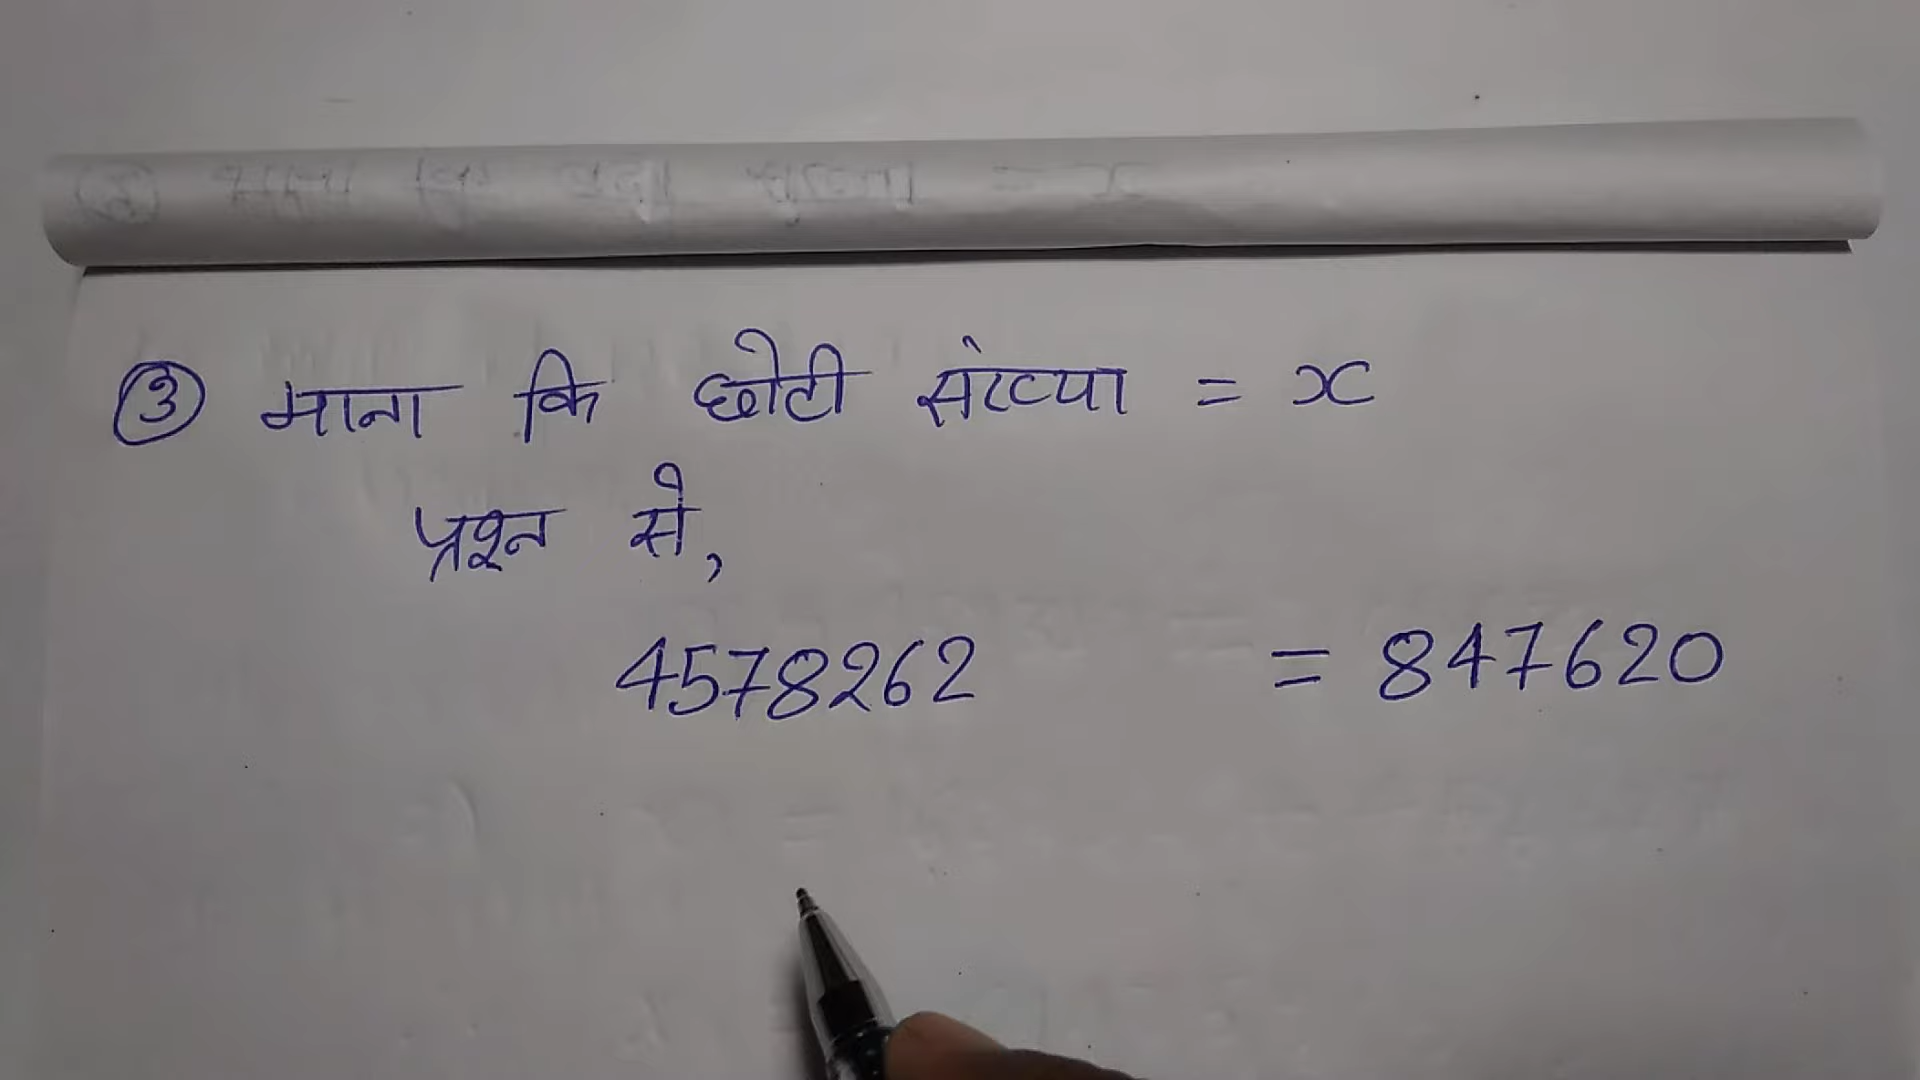 ③ माना कि छोटी संख्या = x
प्रश्न से,
4578262 = 847620